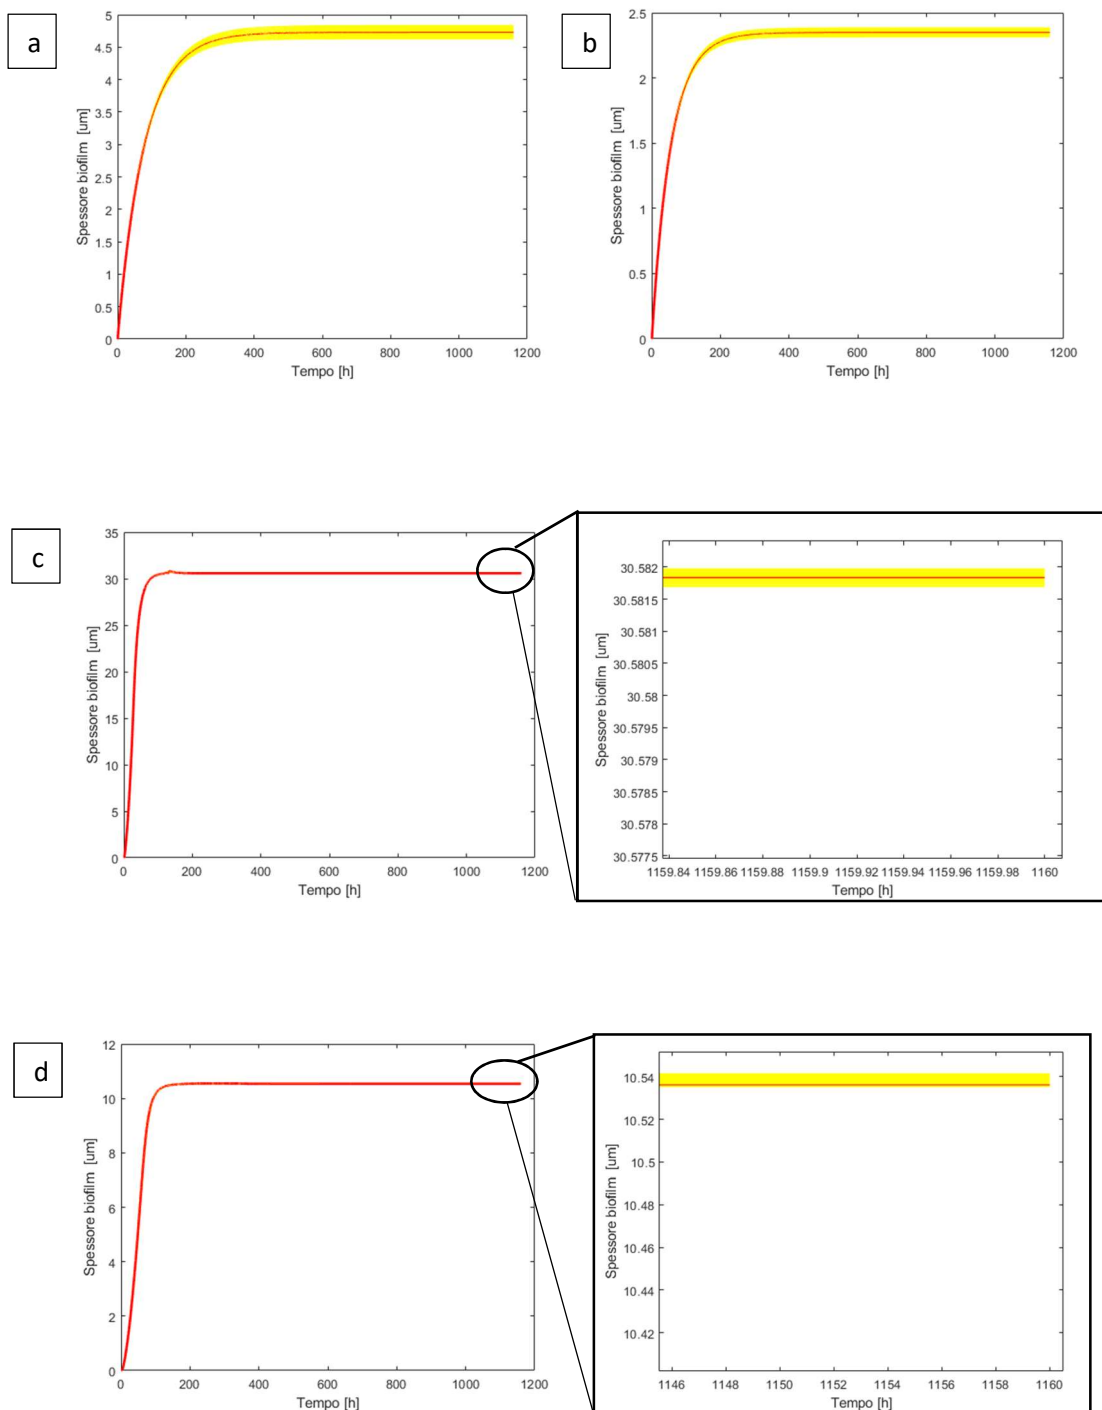 a
5
4.5
4
3.5
3
2.5
2
1.5
1
0.5
0
Spessore biofilm [um]
0 200 400 600 800 1000 1200
Tempo [h]
b
2.5
2
1.5
1
0.5
0
Spessore biofilm [um]
0 200 400 600 800 1000 1200
Tempo [h]
c
35
30
25
20
15
10
5
0
Spessore biofilm [um]
0 200 400 600 800 1000 1200
Tempo [h]
30.582
30.5815
30.581
30.5805
30.58
30.5795
30.579
30.5785
30.578
30.5775
Spessore biofilm [um]
1159.84 1159.86 1159.88 1159.9 1159.92 1159.94 1159.96 1159.98 1160
Tempo [h]
d
12
10
8
6
4
2
0
Spessore biofilm [um]
0 200 400 600 800 1000 1200
Tempo [h]
10.54
10.52
10.5
10.48
10.46
10.44
10.42
Spessore biofilm [um]
1146 1148 1150 1152 1154 1156 1158 1160
Tempo [h]